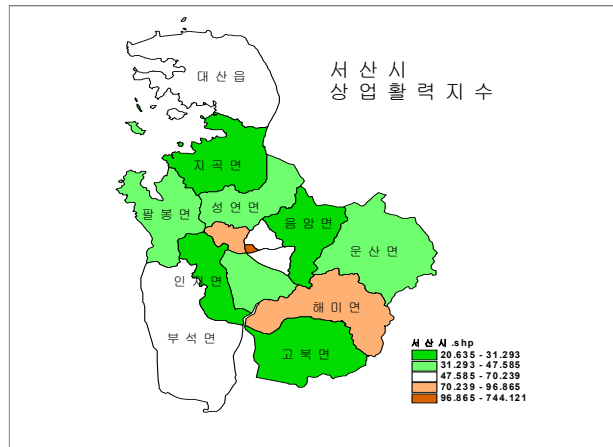 서산시
상업활력지수
대산읍
지곡면
성연면
팔봉면
음암면
운산면
인지면
해미면
부석면
고북면
서산시.shp
20.635 - 31.293
31.293 - 47.585
47.585 - 70.239
70.239 - 96.865
96.865 - 744.121